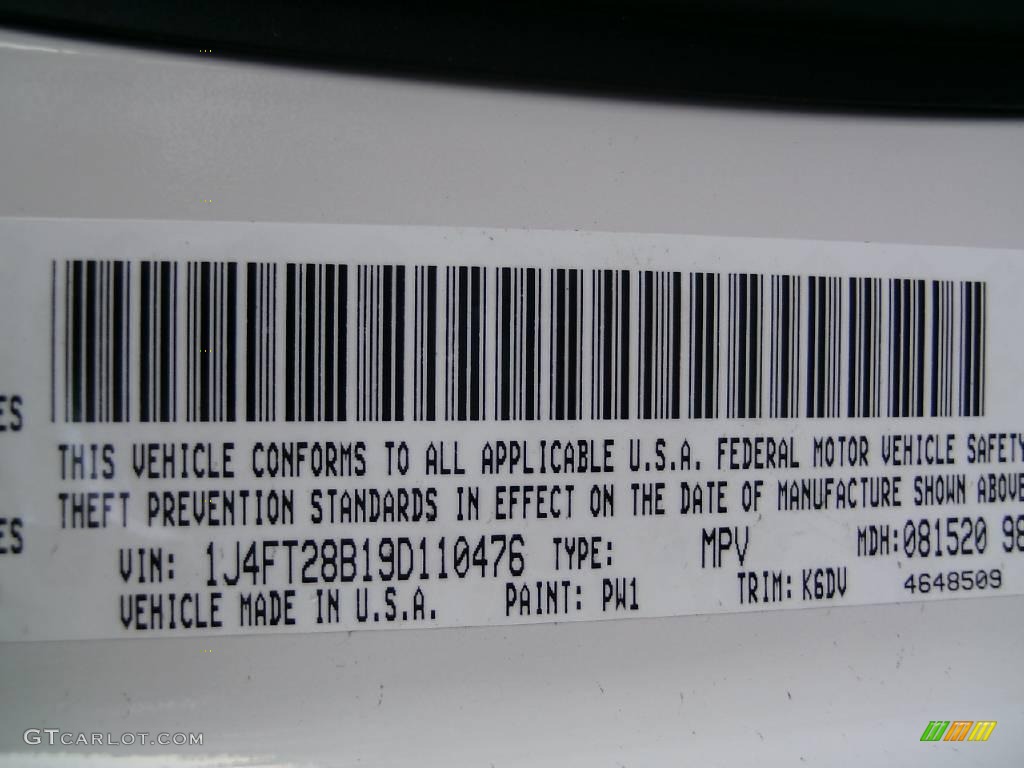 ES
THIS VEHICLE CONFORMS TO ALL APPLICABLE U.S.A. FEDERAL MOTOR VEHICLE SAFETY
THEFT PREVENTION STANDARDS IN EFFECT ON THE DATE OF MANUFACTURE SHOWN ABOVE
ES
VIN: 1J4FT28B19D110476 TYPE: MPV MDH:081520 98
VEHICLE MADE IN U.S.A. PAINT: PW1 TRIM: K6DV 4648509
GTCARLOT.COM